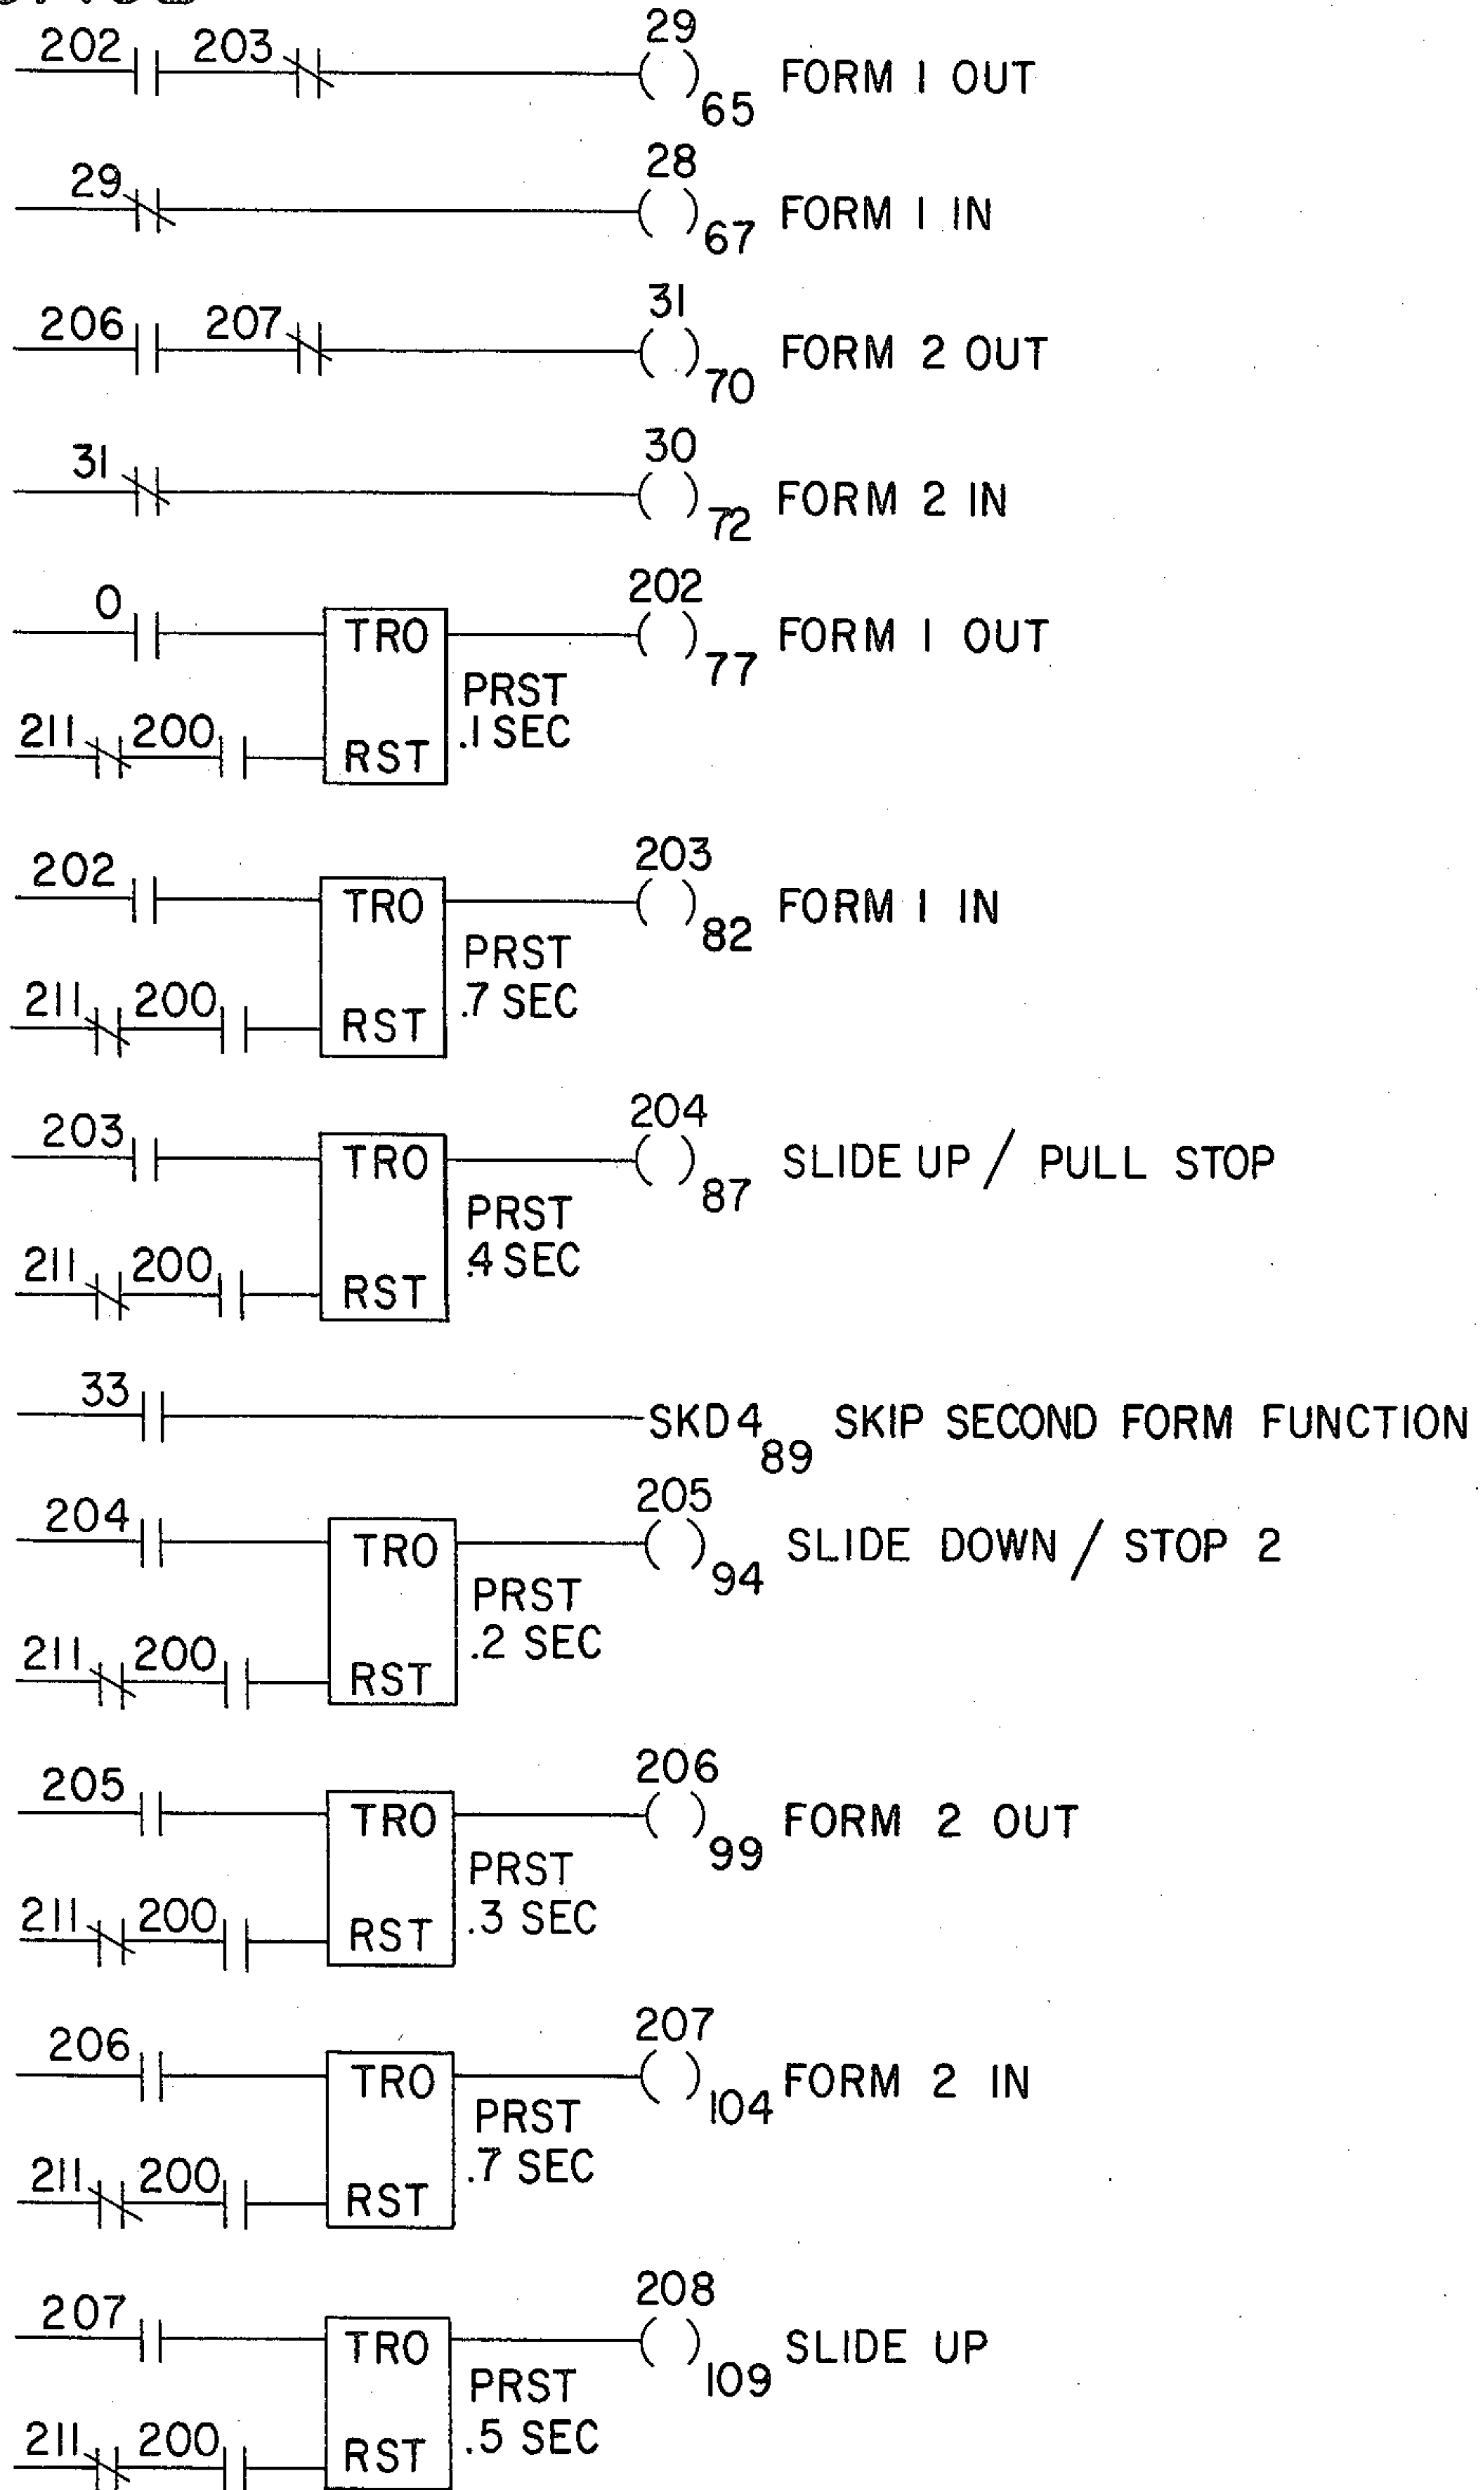 29
202 203
( ) 65 FORM 1 OUT
28
29
( ) 67 FORM 1 IN
31
206 207
( ) 70 FORM 2 OUT
30
31
( ) 72 FORM 2 IN
202
0
TRO ( ) 77 FORM 1 OUT
PRST
211 200 .1 SEC
RST
203
202
TRO ( ) 82 FORM 1 IN
PRST
211 200 .7 SEC
RST
204
203
TRO ( ) 87 SLIDE UP / PULL STOP
PRST
211 200 .4 SEC
RST
33
SKD4 89 SKIP SECOND FORM FUNCTION
205
204
TRO ( ) 94 SLIDE DOWN / STOP 2
PRST
211 200 .2 SEC
RST
206
205
TRO ( ) 99 FORM 2 OUT
PRST
211 200 .3 SEC
RST
207
206
TRO ( ) 104 FORM 2 IN
PRST
211 200 .7 SEC
RST
208
207
TRO ( ) 109 SLIDE UP
PRST
211 200 .5 SEC
RST